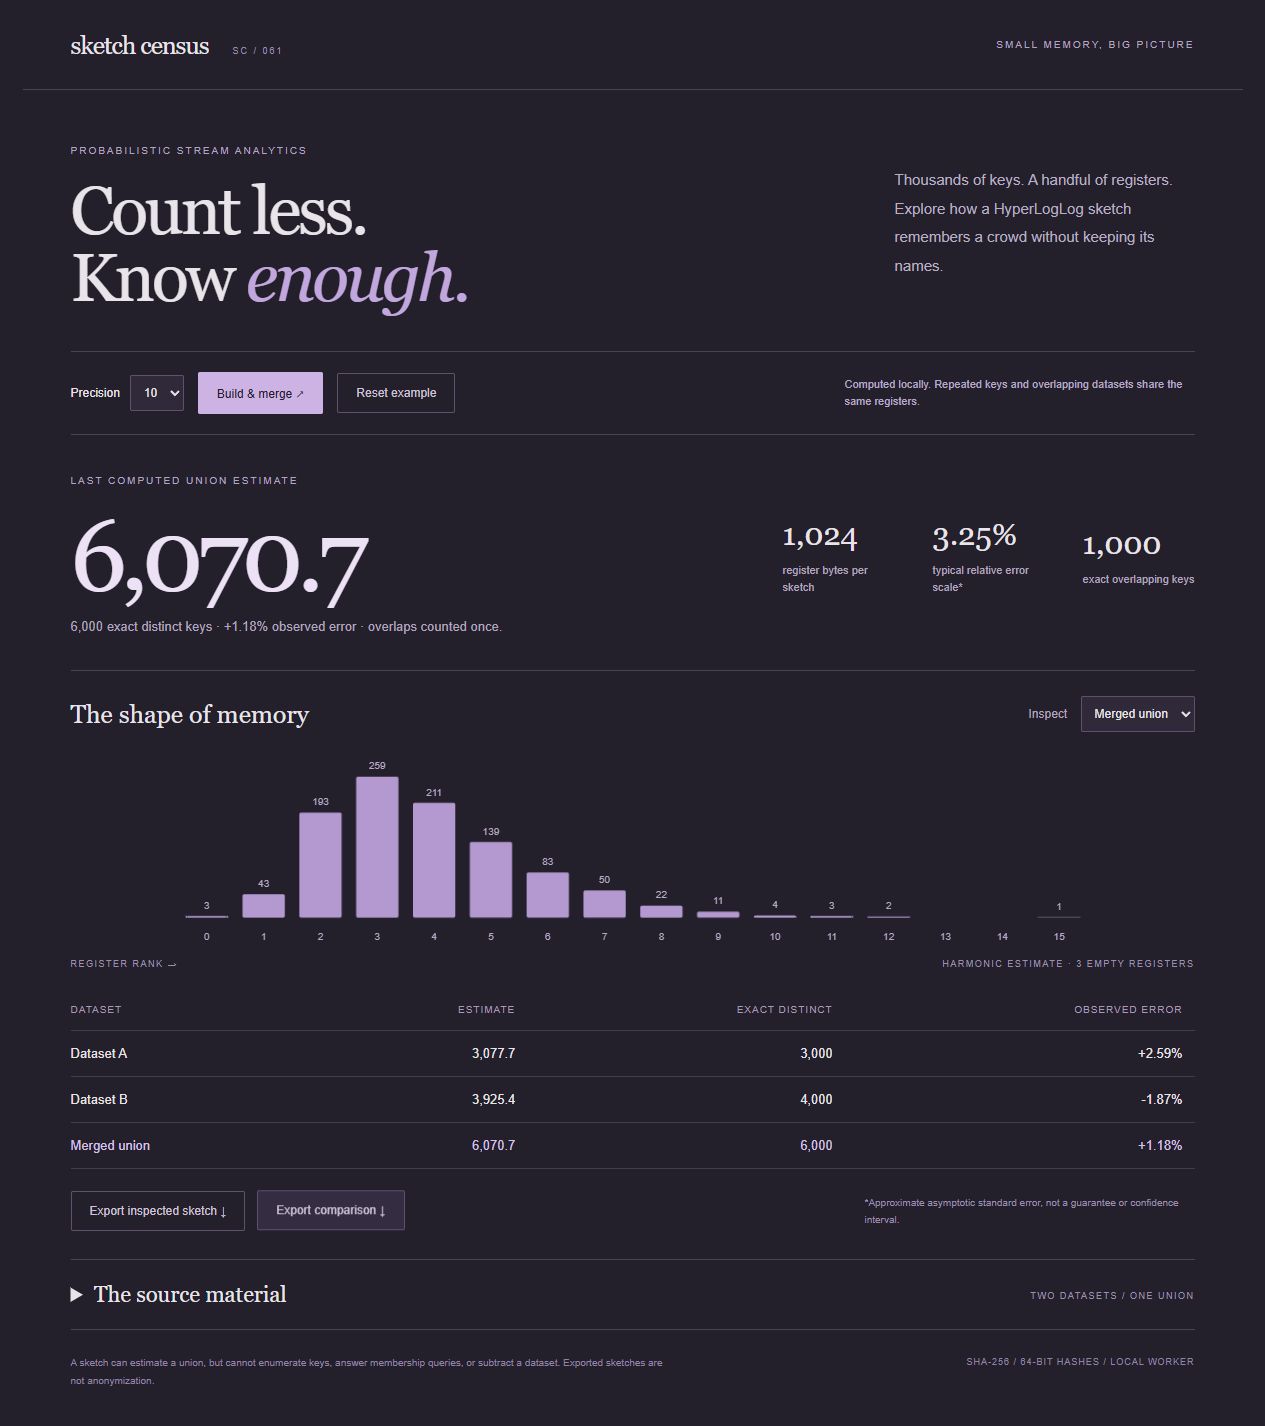 sketch census SC / 061
SMALL MEMORY, BIG PICTURE
PROBABILISTIC STREAM ANALYTICS
Count less.
Know enough.
Thousands of keys. A handful of registers.
Explore how a HyperLogLog sketch
remembers a crowd without keeping its
names.
Precision 10 Build & merge ↗ Reset example
Computed locally. Repeated keys and overlapping datasets share the
same registers.
LAST COMPUTED UNION ESTIMATE
6,070.7
6,000 exact distinct keys · +1.18% observed error · overlaps counted once.
1,024
register bytes per
sketch
3.25%
typical relative error
scale*
1,000
exact overlapping keys
The shape of memory
Inspect Merged union
3 43 193 259 211 139 83 50 22 11 4 3 2 1
0 1 2 3 4 5 6 7 8 9 10 11 12 13 14 15
REGISTER RANK →
HARMONIC ESTIMATE · 3 EMPTY REGISTERS
DATASET ESTIMATE EXACT DISTINCT OBSERVED ERROR
Dataset A 3,077.7 3,000 +2.59%
Dataset B 3,925.4 4,000 -1.87%
Merged union 6,070.7 6,000 +1.18%
Export inspected sketch ↓ Export comparison ↓
*Approximate asymptotic standard error, not a guarantee or confidence
interval.
The source material
TWO DATASETS / ONE UNION
A sketch can estimate a union, but cannot enumerate keys, answer membership queries, or subtract a dataset. Exported sketches are
not anonymization.
SHA-256 / 64-BIT HASHES / LOCAL WORKER